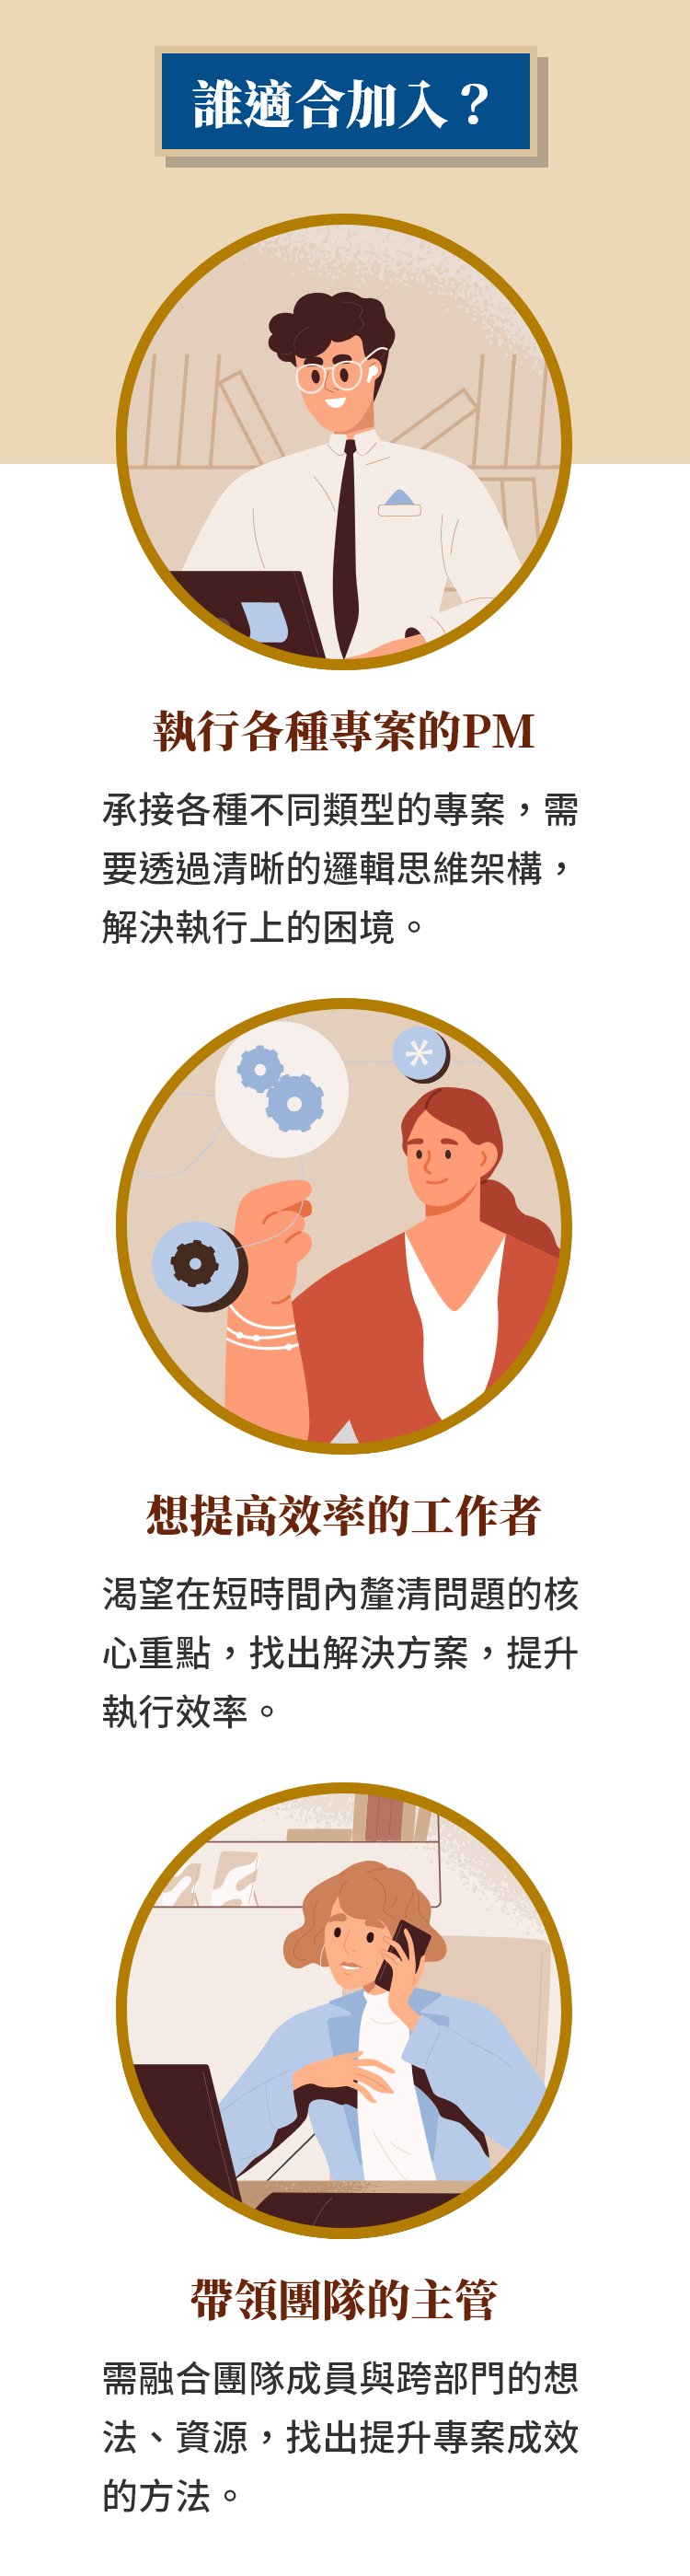 誰適合加入？
執行各種專案的PM
承接各種不同類型的專案，需
要透過清晰的邏輯思維架構，
解決執行上的困境。
想提高效率的工作者
渴望在短時間內釐清問題的核
心重點，找出解決方案，提升
執行效率。
帶領團隊的主管
需融合團隊成員與跨部門的想
法、資源，找出提升專案成效
的方法。